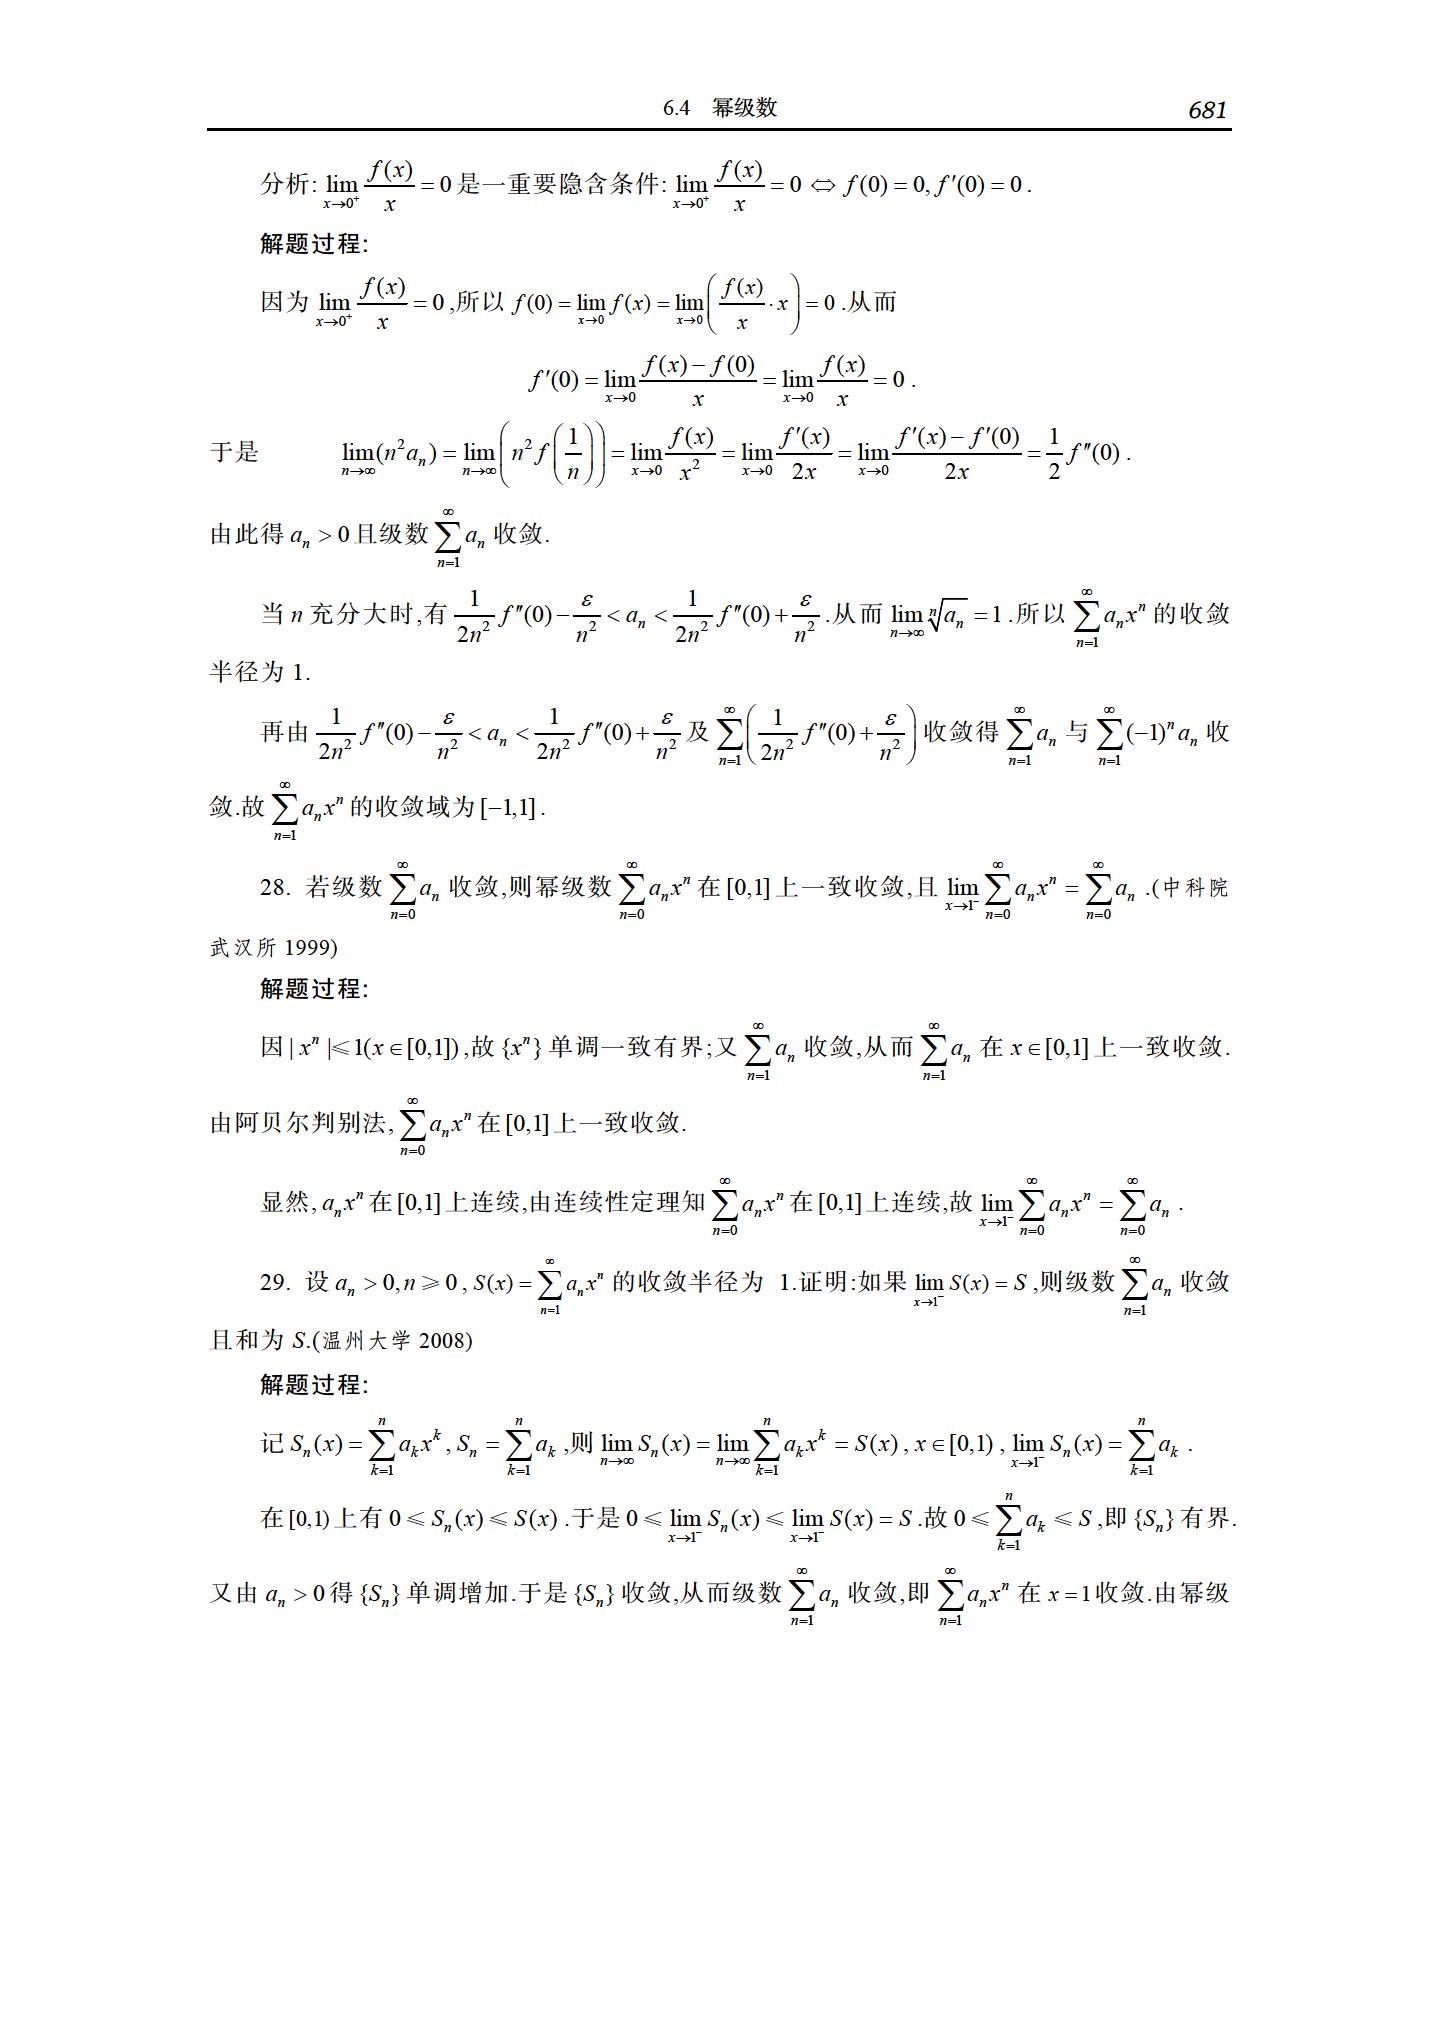 6.4 幂级数 681
分析: $\lim_{x\to 0^+}\frac{f(x)}{x}=0$ 是一重要隐含条件: $\lim_{x\to 0^+}\frac{f(x)}{x}=0 \Leftrightarrow f(0)=0, f'(0)=0$.
解题过程:
因为 $\lim_{x\to 0^+}\frac{f(x)}{x}=0$ ,所以 $f(0)=\lim_{x\to 0}f(x)=\lim_{x\to 0}\left(\frac{f(x)}{x}\cdot x\right)=0$ .从而
$f'(0)=\lim_{x\to 0}\frac{f(x)-f(0)}{x}=\lim_{x\to 0}\frac{f(x)}{x}=0$ .
于是 $\lim_{n\to\infty}(n^2a_n)=\lim_{n\to\infty}\left(n^2f\left(\frac{1}{n}\right)\right)=\lim_{x\to 0}\frac{f(x)}{x^2}=\lim_{x\to 0}\frac{f'(x)}{2x}=\lim_{x\to 0}\frac{f'(x)-f'(0)}{2x}=\frac{1}{2}f''(0)$ .
由此得 $a_n>0$ 且级数 $\sum_{n=1}^{\infty}a_n$ 收敛.
当 n 充分大时,有 $\frac{1}{2n^2}f''(0)-\frac{\varepsilon}{n^2}<a_n<\frac{1}{2n^2}f''(0)+\frac{\varepsilon}{n^2}$ .从而 $\lim_{n\to\infty}\sqrt[n]{a_n}=1$ .所以 $\sum_{n=1}^{\infty}a_nx^n$ 的收敛
半径为 1.
再由 $\frac{1}{2n^2}f''(0)-\frac{\varepsilon}{n^2}<a_n<\frac{1}{2n^2}f''(0)+\frac{\varepsilon}{n^2}$ 及 $\sum_{n=1}^{\infty}\left(\frac{1}{2n^2}f''(0)+\frac{\varepsilon}{n^2}\right)$ 收敛得 $\sum_{n=1}^{\infty}a_n$ 与 $\sum_{n=1}^{\infty}(-1)^na_n$ 收
敛.故 $\sum_{n=1}^{\infty}a_nx^n$ 的收敛域为 $[-1,1]$ .
28. 若级数 $\sum_{n=0}^{\infty}a_n$ 收敛,则幂级数 $\sum_{n=0}^{\infty}a_nx^n$ 在 $[0,1]$ 上一致收敛,且 $\lim_{x\to 1^-}\sum_{n=0}^{\infty}a_nx^n=\sum_{n=0}^{\infty}a_n$ .(中科院
武汉所 1999)
解题过程:
因 $|x^n|\leqslant 1(x\in[0,1])$ ,故 $\{x^n\}$ 单调一致有界;又 $\sum_{n=1}^{\infty}a_n$ 收敛,从而 $\sum_{n=1}^{\infty}a_n$ 在 $x\in[0,1]$ 上一致收敛.
由阿贝尔判别法, $\sum_{n=0}^{\infty}a_nx^n$ 在 $[0,1]$ 上一致收敛.
显然, $a_nx^n$ 在 $[0,1]$ 上连续,由连续性定理知 $\sum_{n=0}^{\infty}a_nx^n$ 在 $[0,1]$ 上连续,故 $\lim_{x\to 1^-}\sum_{n=0}^{\infty}a_nx^n=\sum_{n=0}^{\infty}a_n$ .
29. 设 $a_n>0,n\geqslant 0$ , $S(x)=\sum_{n=1}^{\infty}a_nx^n$ 的收敛半径为 1.证明:如果 $\lim_{x\to 1^-}S(x)=S$ ,则级数 $\sum_{n=1}^{\infty}a_n$ 收敛
且和为 S.(温州大学 2008)
解题过程:
记 $S_n(x)=\sum_{k=1}^{n}a_kx^k$ , $S_n=\sum_{k=1}^{n}a_k$ ,则 $\lim_{n\to\infty}S_n(x)=\lim_{n\to\infty}\sum_{k=1}^{n}a_kx^k=S(x)$ , $x\in[0,1)$ , $\lim_{x\to 1^-}S_n(x)=\sum_{k=1}^{n}a_k$ .
在 $[0,1)$ 上有 $0\leqslant S_n(x)\leqslant S(x)$ .于是 $0\leqslant\lim_{x\to 1^-}S_n(x)\leqslant\lim_{x\to 1^-}S(x)=S$ .故 $0\leqslant\sum_{k=1}^{n}a_k\leqslant S$ ,即 $\{S_n\}$ 有界.
又由 $a_n>0$ 得 $\{S_n\}$ 单调增加.于是 $\{S_n\}$ 收敛,从而级数 $\sum_{n=1}^{\infty}a_n$ 收敛,即 $\sum_{n=1}^{\infty}a_nx^n$ 在 $x=1$ 收敛.由幂级